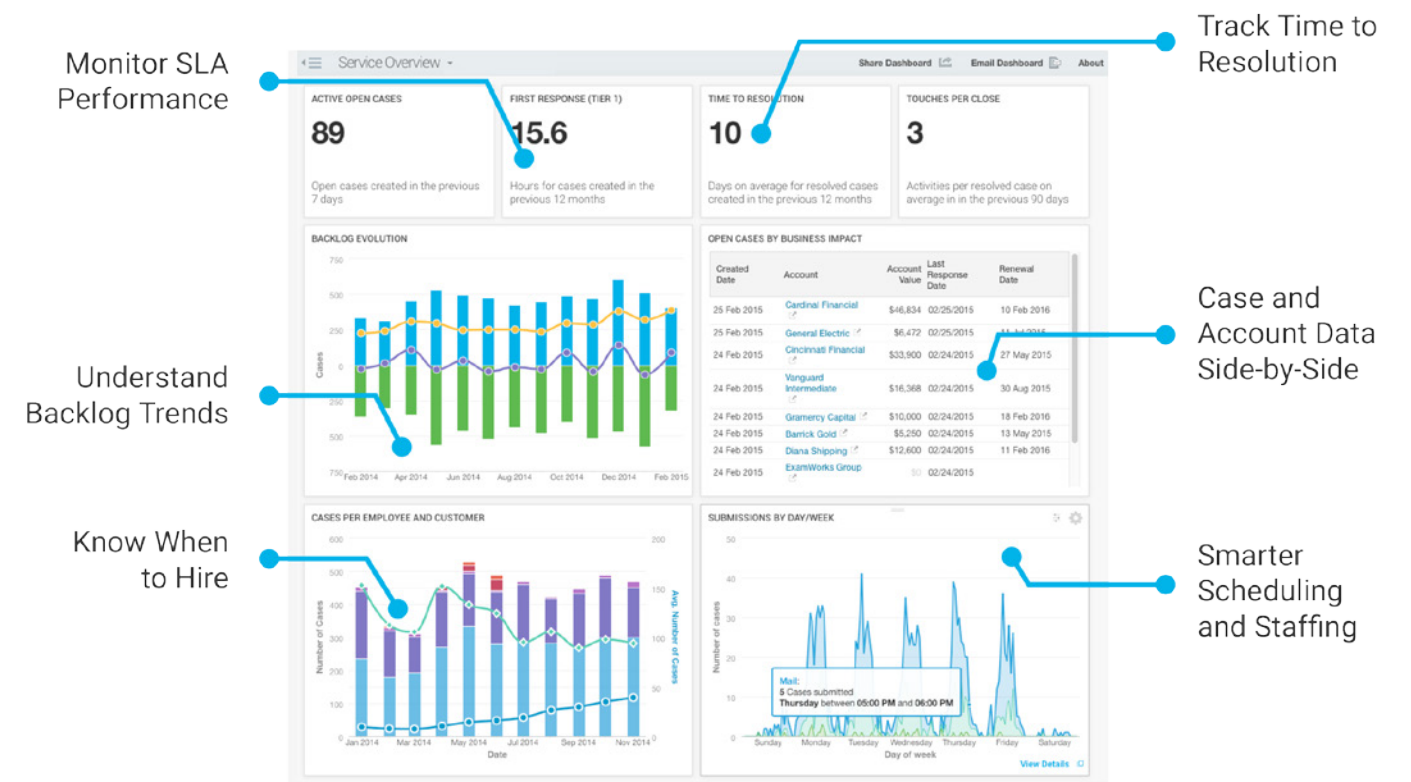 Monitor SLA
Performance
Track Time to
Resolution
Understand
Backlog Trends
Case and
Account Data
Side-by-Side
Know When
to Hire
Smarter
Scheduling
and Staffing
Service Overview
Share Dashboard Email Dashboard About
ACTIVE OPEN CASES
89
Open cases created in the previous
7 days
FIRST RESPONSE (TIER 1)
15.6
Hours for cases created in the
previous 12 months
TIME TO RESOLUTION
10
Days on average for resolved cases
created in the previous 12 months
TOUCHES PER CLOSE
3
Activities per resolved case on
average in in the previous 90 days
BACKLOG EVOLUTION
750
500
250
0
250
500
750
Cases
Feb 2014 Apr 2014 Jun 2014 Aug 2014 Oct 2014 Dec 2014 Feb 2015
OPEN CASES BY BUSINESS IMPACT
Created Date Account Account Value Last Response Date Renewal Date
25 Feb 2015 Cardinal Financial $46,834 02/25/2015 10 Feb 2016
25 Feb 2015 General Electric $6,472 02/25/2015 11 Jul 2015
24 Feb 2015 Cincinnati Financial $33,900 02/24/2015 27 May 2015
24 Feb 2015 Vanguard Intermediate $16,368 02/24/2015 30 Aug 2015
24 Feb 2015 Gramercy Capital $10,000 02/24/2015 18 Feb 2016
24 Feb 2015 Barrick Gold $5,250 02/24/2015 13 May 2015
24 Feb 2015 Diana Shipping $12,600 02/24/2015 11 Feb 2016
24 Feb 2015 ExamWorks Group $0 02/24/2015
CASES PER EMPLOYEE AND CUSTOMER
600
500
400
300
200
100
0
Number of Cases
200
150
100
50
0
Avg. Number of Cases
Jan 2014 Mar 2014 May 2014 Jul 2014 Sep 2014 Nov 2014
Date
SUBMISSIONS BY DAY/WEEK
50
40
30
20
10
0
Number of cases
Mail:
5 Cases submitted
Thursday between 05:00 PM and 06:00 PM
Sunday Monday Tuesday Wednesday Thursday Friday Saturday
Day of week
View Details